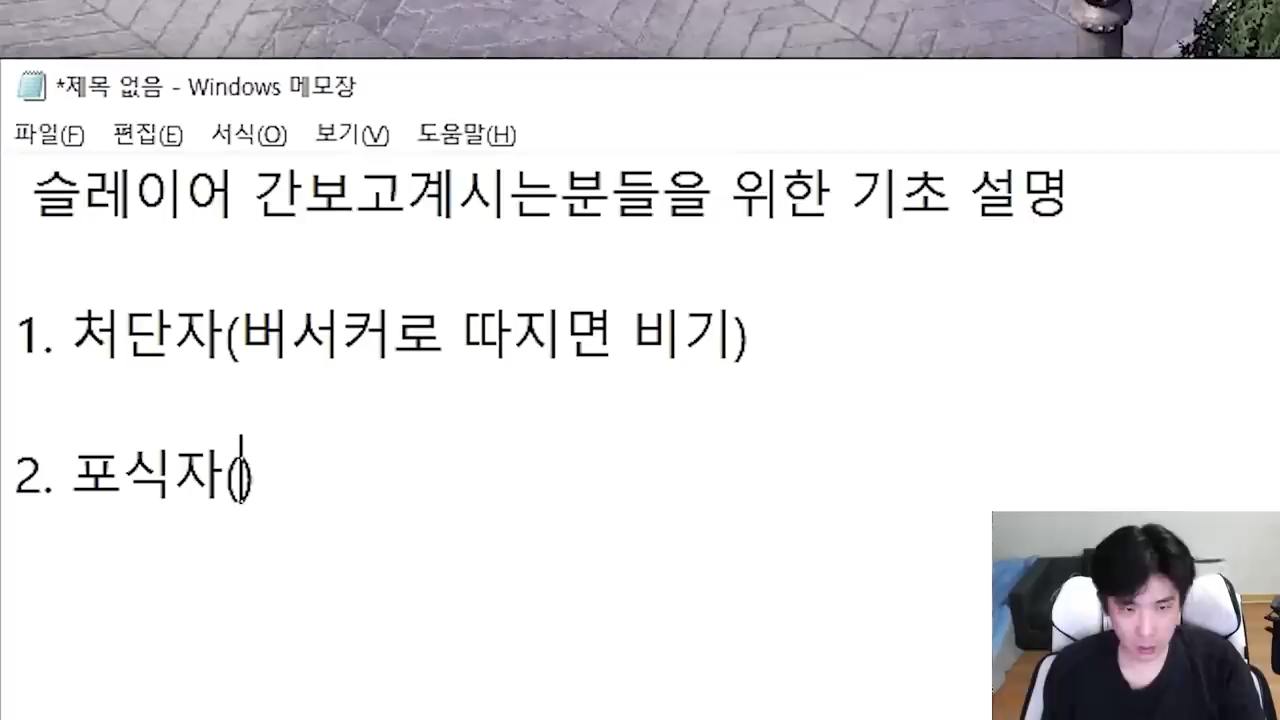 *제목 없음 - Windows 메모장
파일(F) 편집(E) 서식(O) 보기(V) 도움말(H)
슬레이어 간보고계시는분들을 위한 기초 설명
1. 처단자(버서커로 따지면 비기)
2. 포식자()